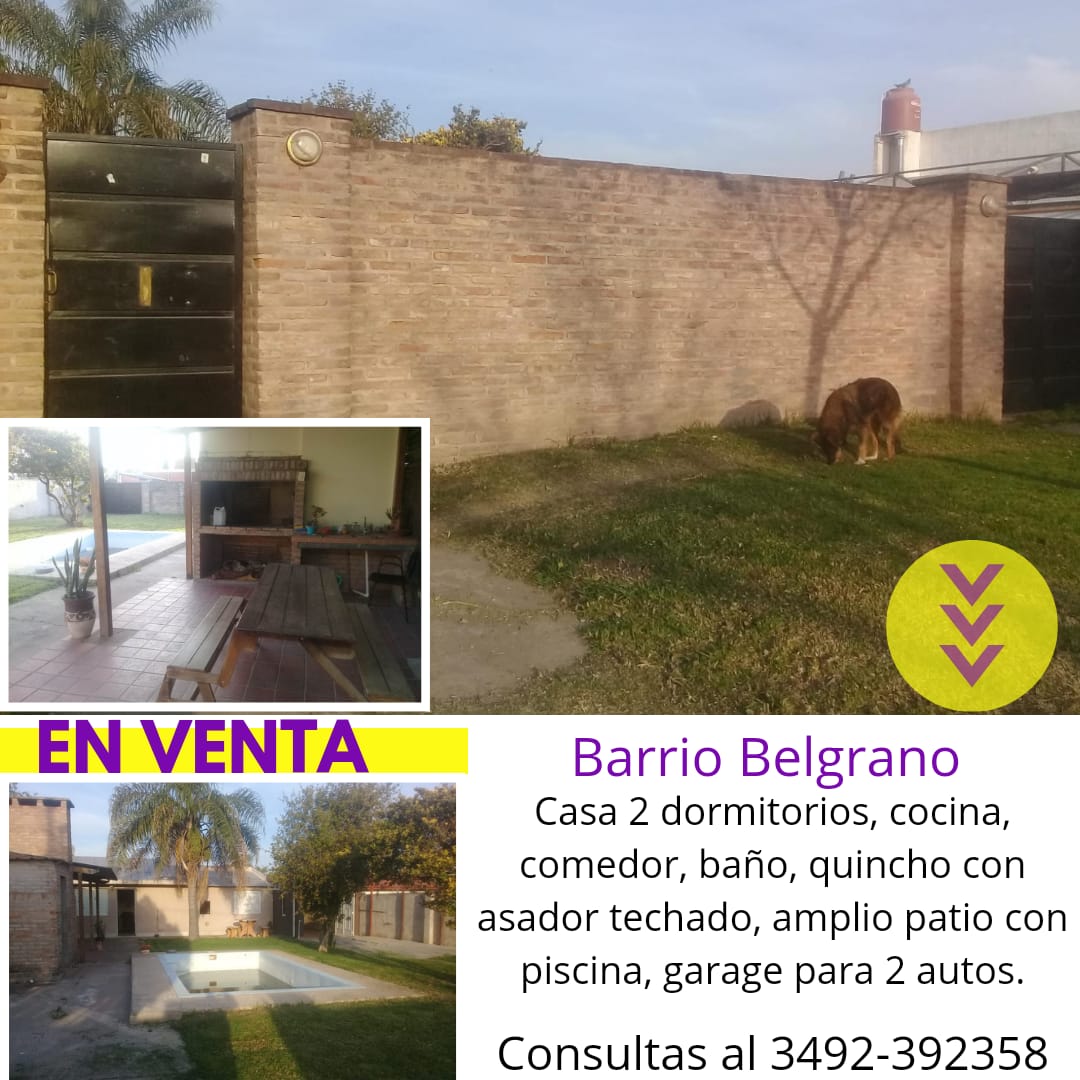 EN VENTA
Barrio Belgrano
Casa 2 dormitorios, cocina,
comedor, baño, quincho con
asador techado, amplio patio con
piscina, garage para 2 autos.
Consultas al 3492-392358